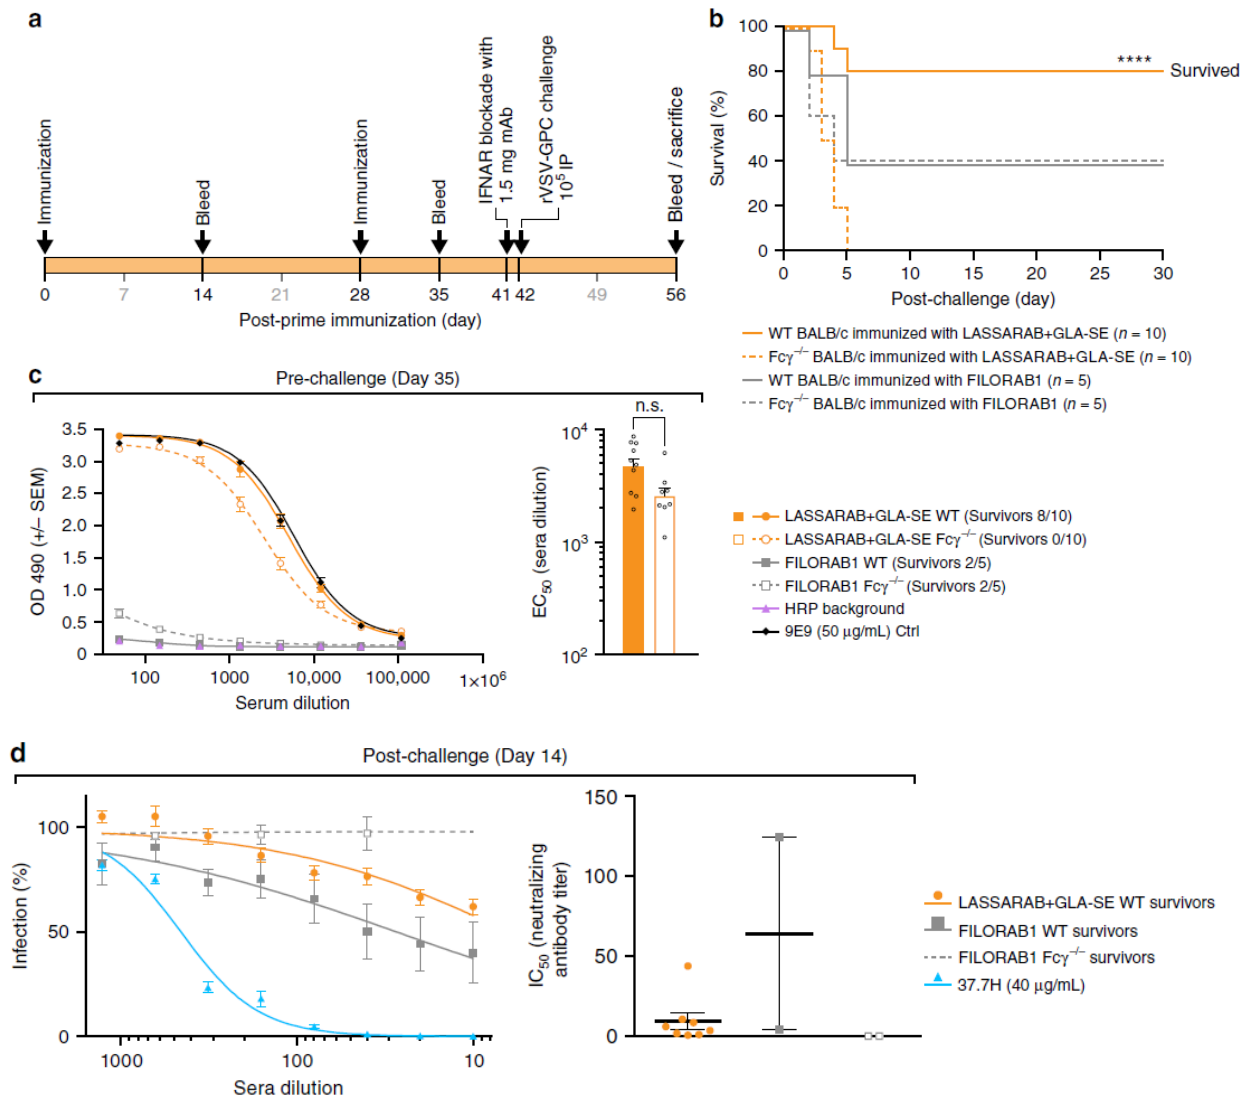 a
Immunization
Bleed
Immunization
Bleed
IFNAR blockade with
1.5 mg mAb
rVSV-GPC challenge
10⁵ IP
Bleed / sacrifice
0 7 14 21 28 35 41 42 49 56
Post-prime immunization (day)
b
Survival (%)
100
80
60
40
20
0
****
Survived
0 5 10 15 20 25 30
Post-challenge (day)
WT BALB/c immunized with LASSARAB+GLA-SE (n = 10)
Fcγ⁻/⁻ BALB/c immunized with LASSARAB+GLA-SE (n = 10)
WT BALB/c immunized with FILORAB1 (n = 5)
Fcγ⁻/⁻ BALB/c immunized with FILORAB1 (n = 5)
c
Pre-challenge (Day 35)
OD 490 (+/– SEM)
3.5
3.0
2.5
2.0
1.5
1.0
0.5
0
100 1000 10,000 100,000 1×10⁶
Serum dilution
n.s.
EC₅₀ (sera dilution)
10⁴
10³
10²
LASSARAB+GLA-SE WT (Survivors 8/10)
LASSARAB+GLA-SE Fcγ⁻/⁻ (Survivors 0/10)
FILORAB1 WT (Survivors 2/5)
FILORAB1 Fcγ⁻/⁻ (Survivors 2/5)
HRP background
9E9 (50 μg/mL) Ctrl
d
Post-challenge (Day 14)
Infection (%)
100
50
0
1000 100 10
Sera dilution
IC₅₀ (neutralizing
antibody titer)
150
100
50
0
LASSARAB+GLA-SE WT survivors
FILORAB1 WT survivors
FILORAB1 Fcγ⁻/⁻ survivors
37.7H (40 μg/mL)